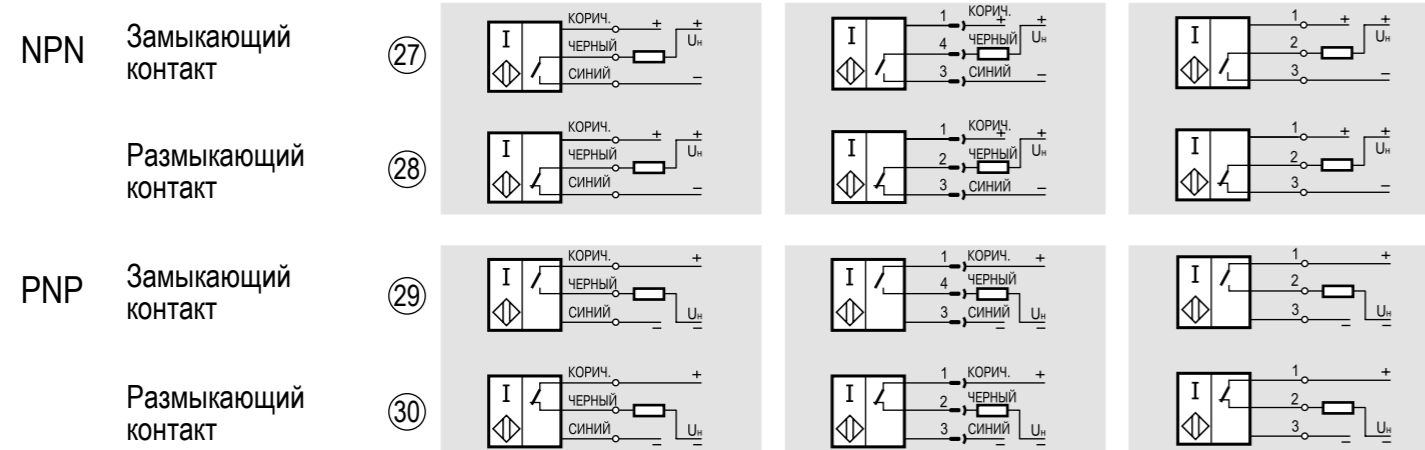 NPN Замыкающий контакт 27
I КОРИЧ. + +
ЧЕРНЫЙ Uн
СИНИЙ –
I 1 КОРИЧ. + +
4 ЧЕРНЫЙ Uн
3 СИНИЙ –
I 1 + +
2 Uн
3 –
Размыкающий контакт 28
I КОРИЧ. + +
ЧЕРНЫЙ Uн
СИНИЙ –
I 1 КОРИЧ. + +
2 ЧЕРНЫЙ Uн
3 СИНИЙ –
I 1 + +
2 Uн
3 –
PNP Замыкающий контакт 29
I КОРИЧ. +
ЧЕРНЫЙ
СИНИЙ – Uн –
I 1 КОРИЧ. +
4 ЧЕРНЫЙ
3 СИНИЙ – Uн –
I 1 +
2
3 – Uн –
Размыкающий контакт 30
I КОРИЧ. +
ЧЕРНЫЙ
СИНИЙ – Uн –
I 1 КОРИЧ. +
2 ЧЕРНЫЙ
3 СИНИЙ – Uн –
I 1 +
2
3 – Uн –